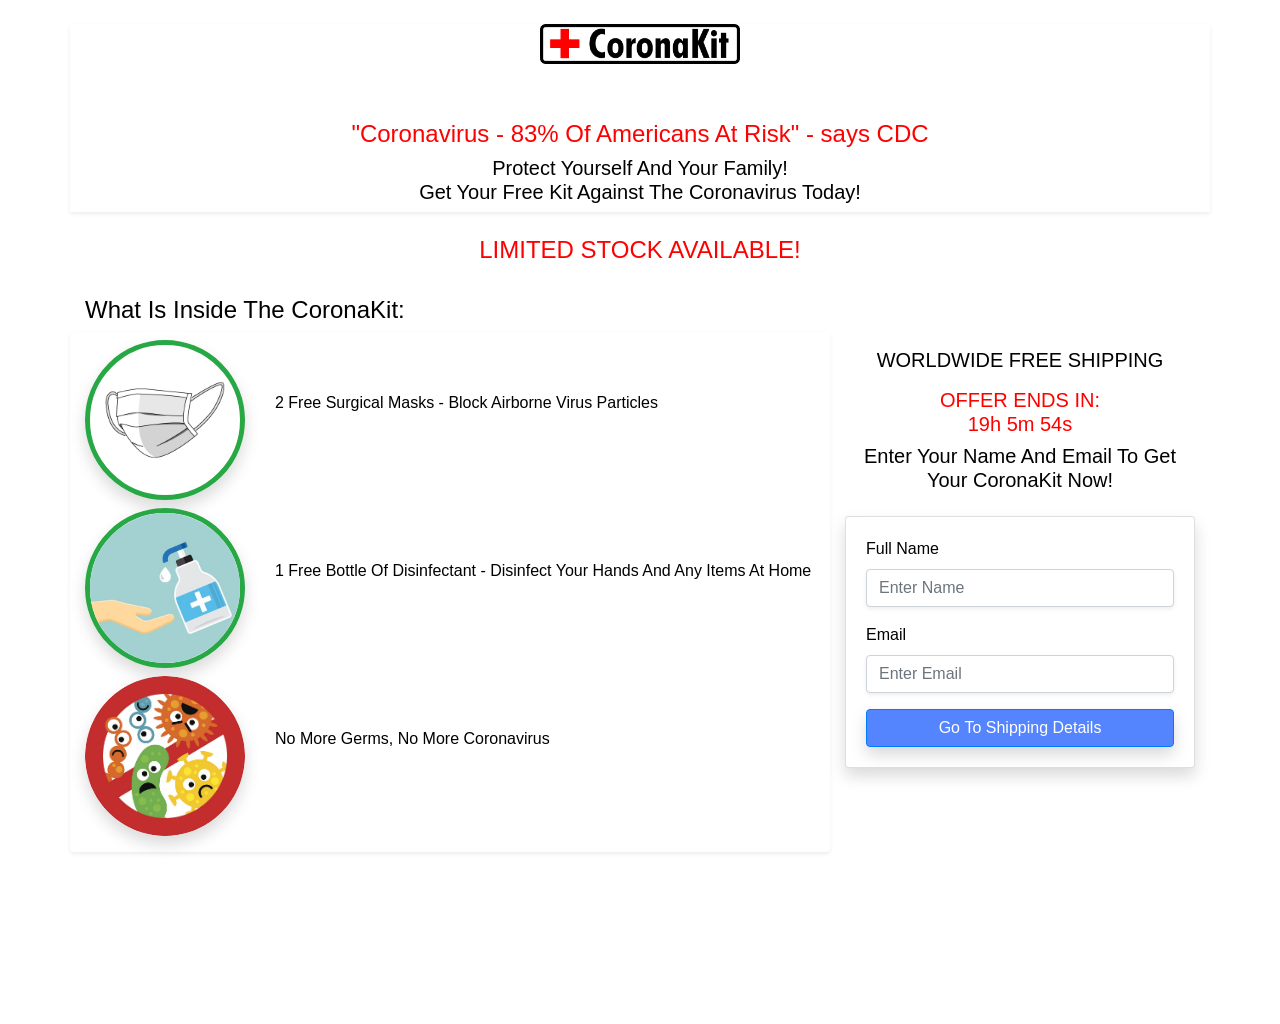 CoronaKit
"Coronavirus - 83% Of Americans At Risk" - says CDC
Protect Yourself And Your Family!
Get Your Free Kit Against The Coronavirus Today!
LIMITED STOCK AVAILABLE!
What Is Inside The CoronaKit:
2 Free Surgical Masks - Block Airborne Virus Particles
1 Free Bottle Of Disinfectant - Disinfect Your Hands And Any Items At Home
No More Germs, No More Coronavirus
WORLDWIDE FREE SHIPPING
OFFER ENDS IN:
19h 5m 54s
Enter Your Name And Email To Get
Your CoronaKit Now!
Full Name
Enter Name
Email
Enter Email
Go To Shipping Details